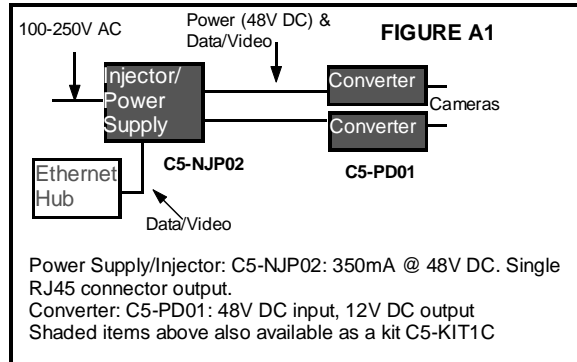 100-250V AC
Power (48V DC) &
Data/Video
FIGURE A1
Injector/
Power
Supply
Converter
Cameras
Converter
C5-NJP02
C5-PD01
Ethernet
Hub
Data/Video
Power Supply/Injector: C5-NJP02: 350mA @ 48V DC. Single
RJ45 connector output.
Converter: C5-PD01: 48V DC input, 12V DC output
Shaded items above also available as a kit C5-KIT1C